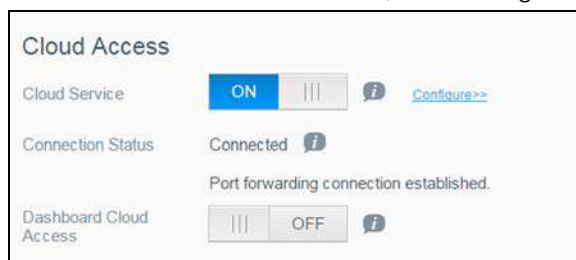 Cloud Access
Cloud Service ON Configure>>
Connection Status Connected
Port forwarding connection established.
Dashboard Cloud
Access OFF